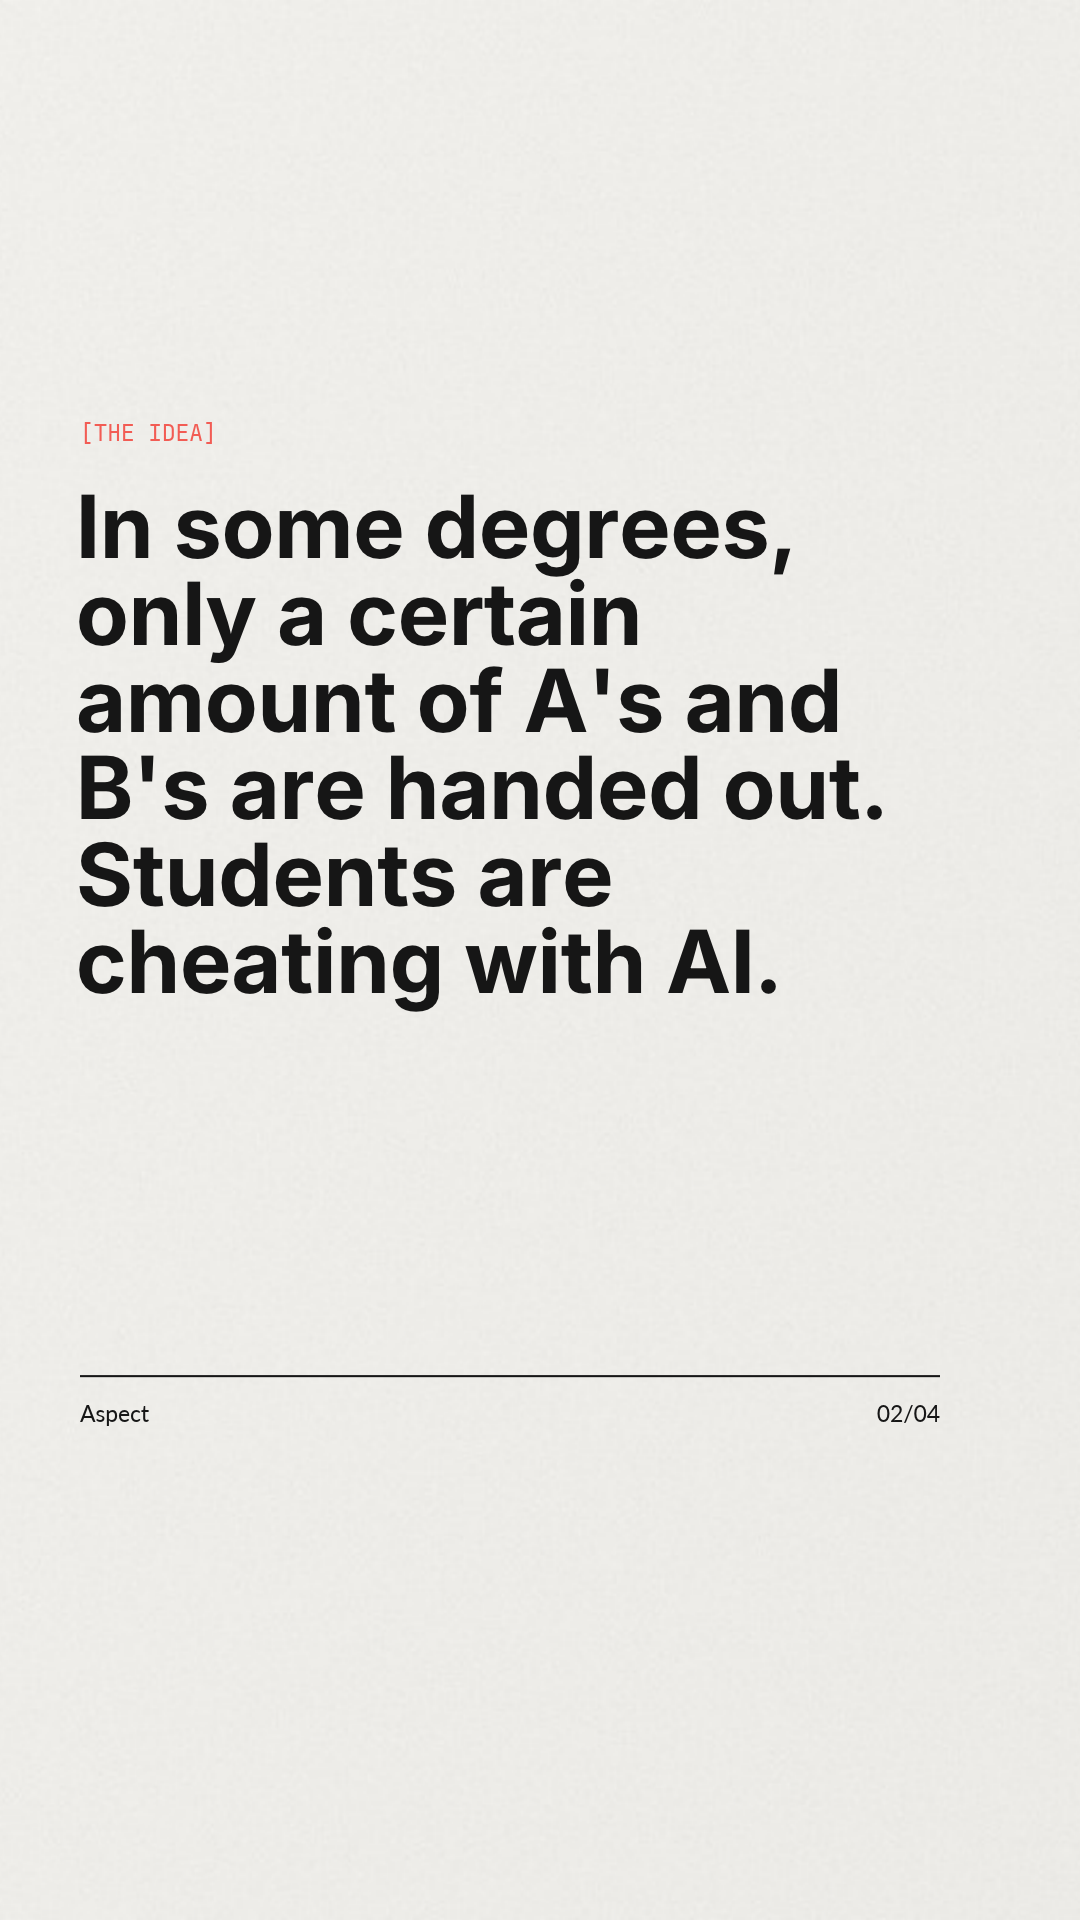 [THE IDEA]
In some degrees,
only a certain
amount of A's and
B's are handed out.
Students are
cheating with AI.
Aspect
02/04